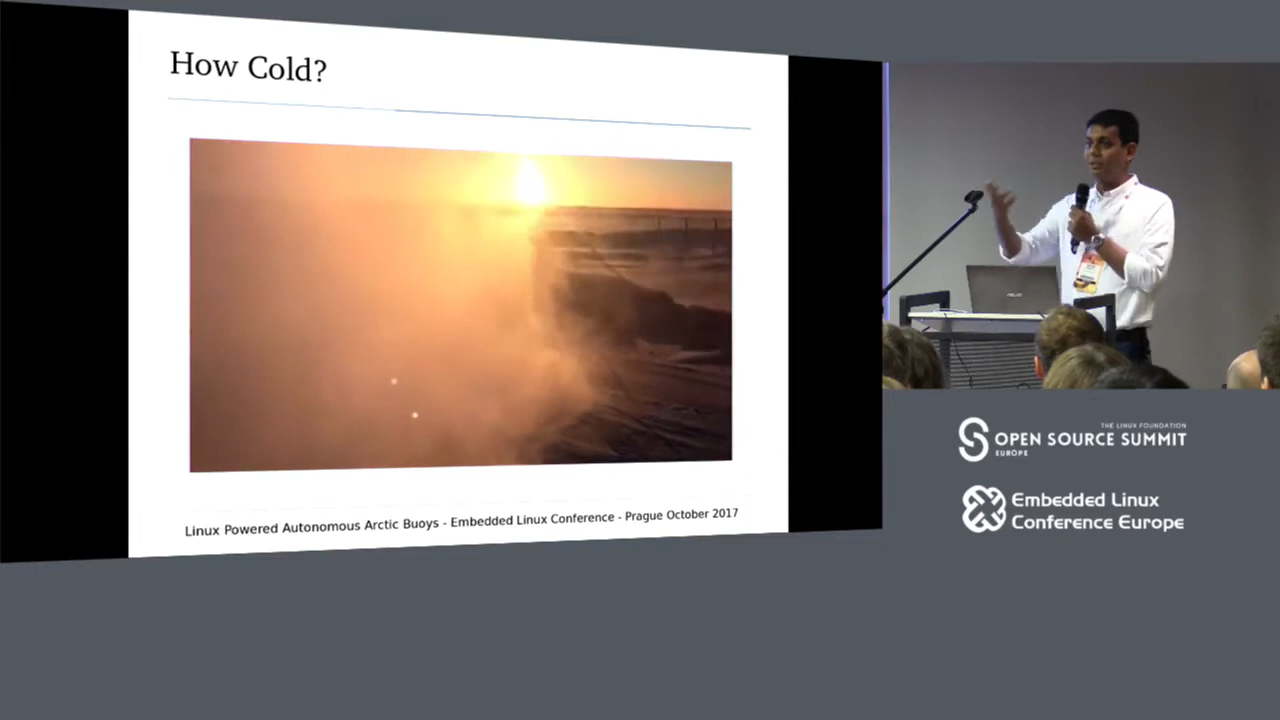 How Cold?
Linux Powered Autonomous Arctic Buoys - Embedded Linux Conference - Prague October 2017
THE LINUX FOUNDATION
OPEN SOURCE SUMMIT
EUROPE
Embedded Linux
Conference Europe